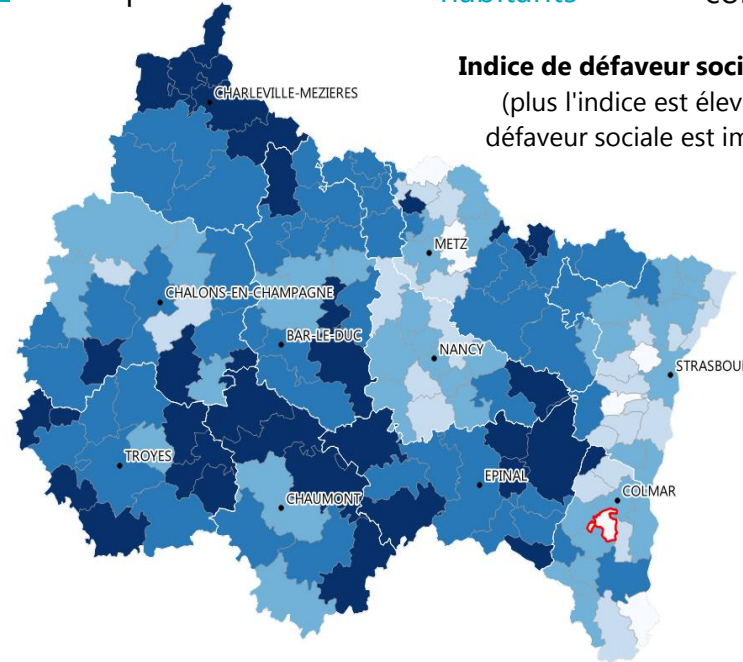 habitants
Indice de défaveur soci
(plus l'indice est élev
défaveur sociale est im
CHARLEVILLE-MEZIERES
METZ
CHALONS-EN-CHAMPAGNE
BAR-LE-DUC
NANCY
STRASBOU
TROYES
EPINAL
COLMAR
CHAUMONT